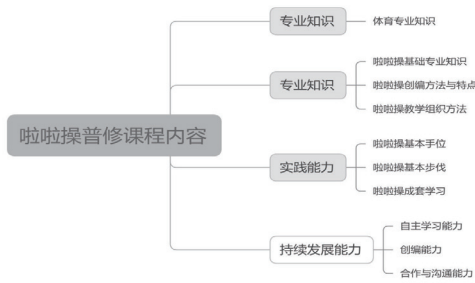 专业知识
体育专业知识
啦啦操基础专业知识
专业知识
啦啦操创编方法与特点
啦啦操教学组织方法
啦啦操普修课程内容
啦啦操基本手位
实践能力
啦啦操基本步伐
啦啦操成套学习
自主学习能力
持续发展能力
创编能力
合作与沟通能力